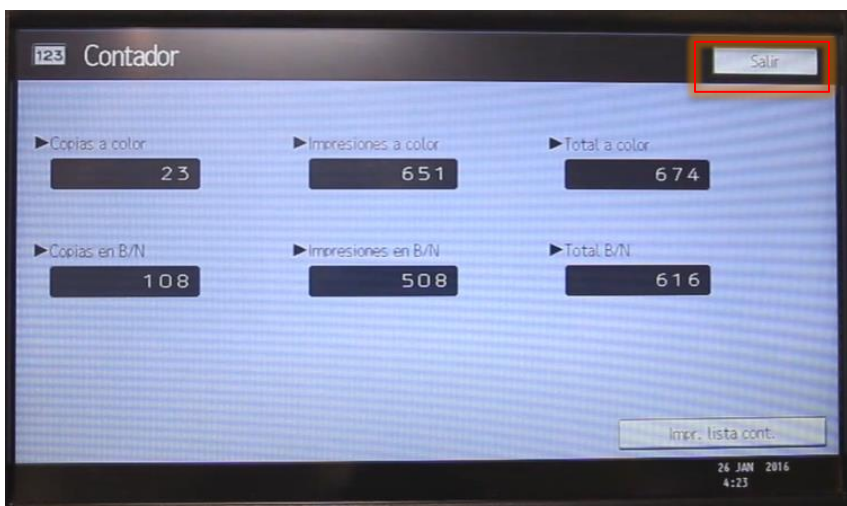 123 Contador
Salir
►Copias a color ►Impresiones a color ►Total a color
23 651 674
►Copias en B/N ►Impresiones en B/N ►Total B/N
108 508 616
Impr. lista cont.
26 JAN 2016
4:23